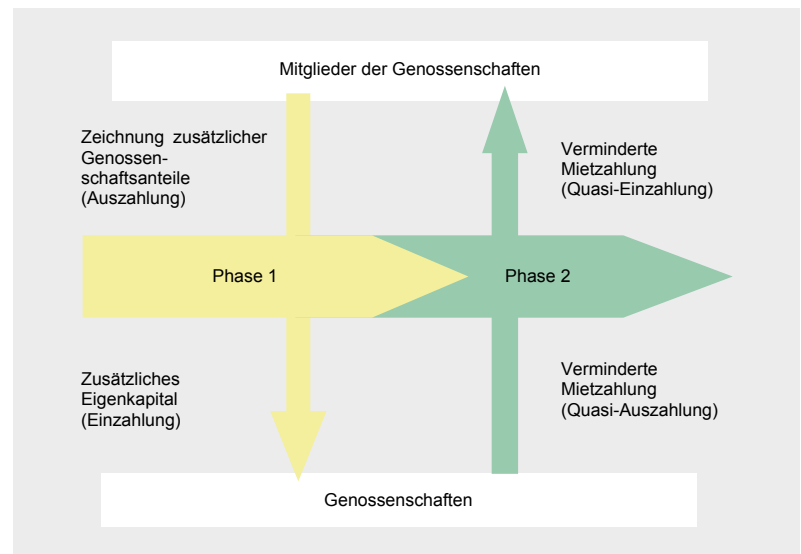 Mitglieder der Genossenschaften
Zeichnung zusätzlicher
Genossen-
schaftsanteile
(Auszahlung)
Verminderte
Mietzahlung
(Quasi-Einzahlung)
Phase 1
Phase 2
Zusätzliches
Eigenkapital
(Einzahlung)
Verminderte
Mietzahlung
(Quasi-Auszahlung)
Genossenschaften